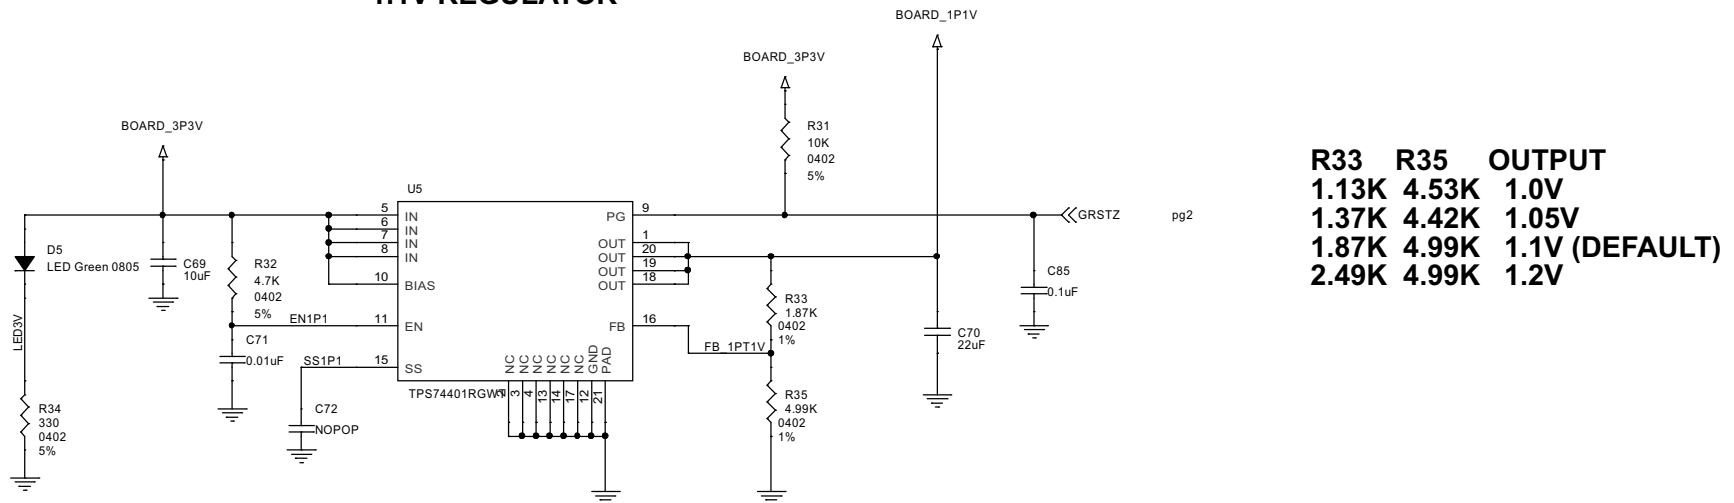 BOARD_1P1V
BOARD_3P3V
BOARD_3P3V
R31
10K
0402
5%
U5
5 IN
6 IN
7 IN
8 IN
10 BIAS
11 EN
15 SS
PG 9
OUT 1
OUT 20
OUT 19
OUT 18
FB 16
NC NC NC NC NC NC GND PAD
3 4 13 14 17 12 21
TPS74401RGW
GRSTZ pg2
D5
LED Green 0805
C69
10uF
R32
4.7K
0402
5%
EN1P1
C71
0.01uF
SS1P1
C72
NOPOP
LED3V
R34
330
0402
5%
R33
1.87K
0402
1%
FB_1PT1V
R35
4.99K
0402
1%
C70
22uF
C85
0.1uF
R33 R35 OUTPUT
1.13K 4.53K 1.0V
1.37K 4.42K 1.05V
1.87K 4.99K 1.1V (DEFAULT)
2.49K 4.99K 1.2V